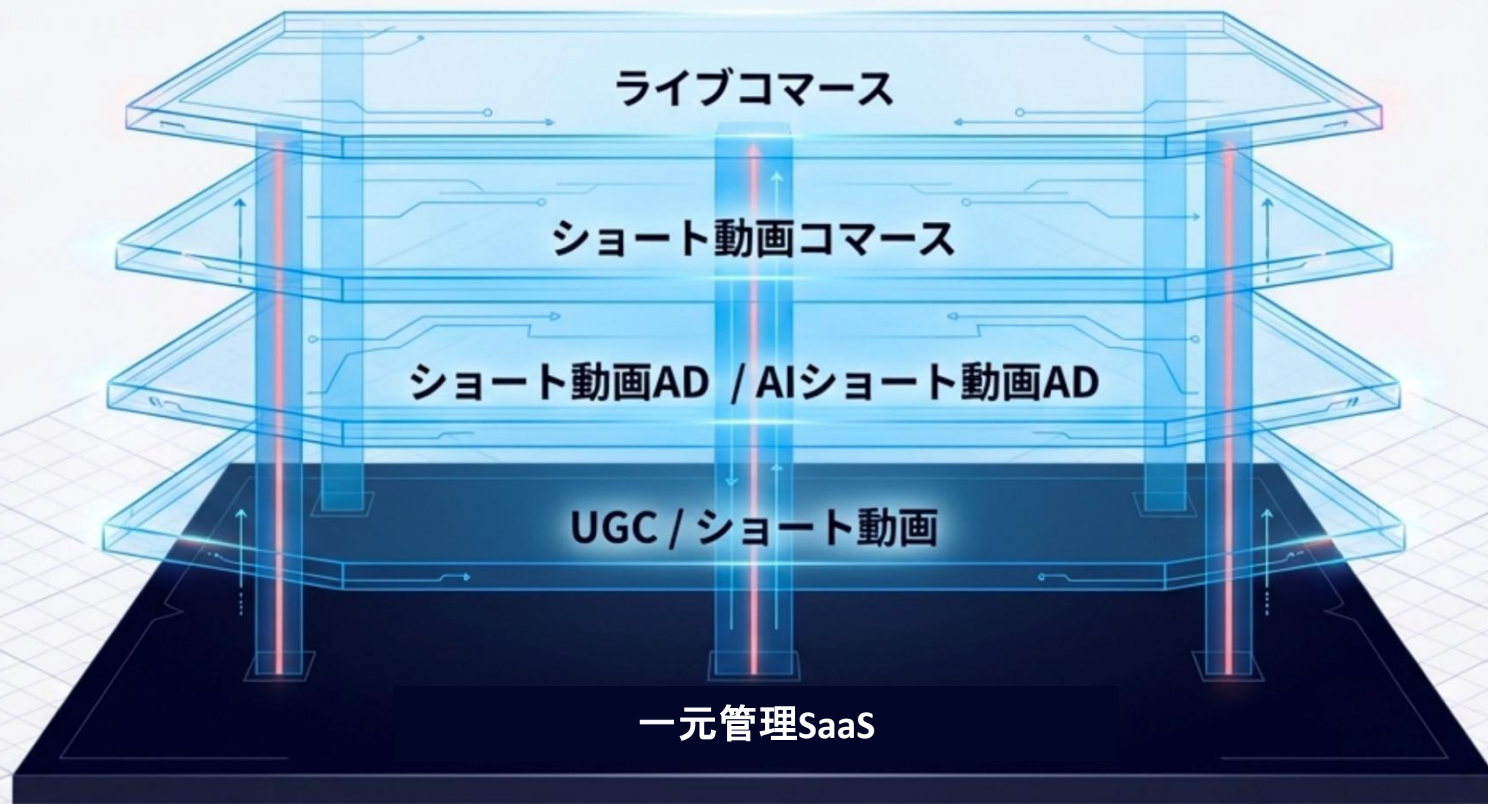 ライブコマース
ショート動画コマース
ショート動画AD / AIショート動画AD
UGC / ショート動画
一元管理SaaS